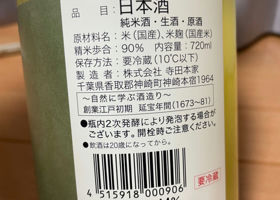 日本酒
純米酒・生酒・原酒
原材料名:米(国産)、米麹(国産米)
精米歩合:90% 内容量:720ml
保存方法:要冷蔵(10℃以下)
製造者:株式会社 寺田本家
千葉県香取郡神崎町神崎本宿1964
～自然に学ぶ酒造り～
創業江戸初期 延宝年間(1673～81)
●瓶内2次発酵により発泡する場合が
ございます。開栓時ご注意ください。
●飲酒は20歳になってから。
要冷蔵
4 515918 000906